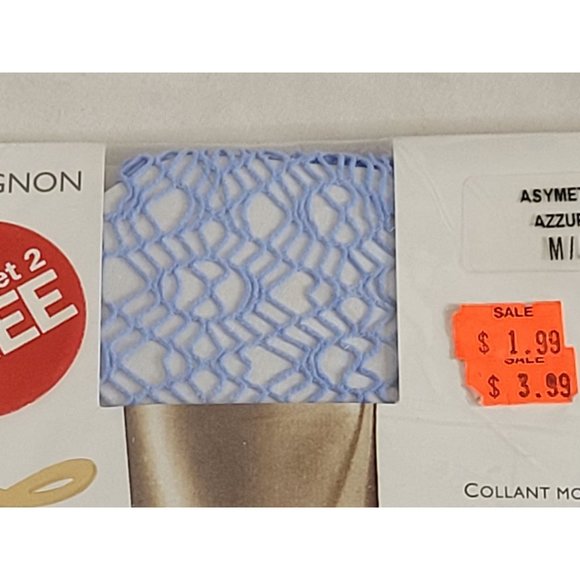 GNON
et 2
EE
ASYMET
AZZUR
M/
SALE
$ 1.99
SALE
$ 3.99
COLLANT MO